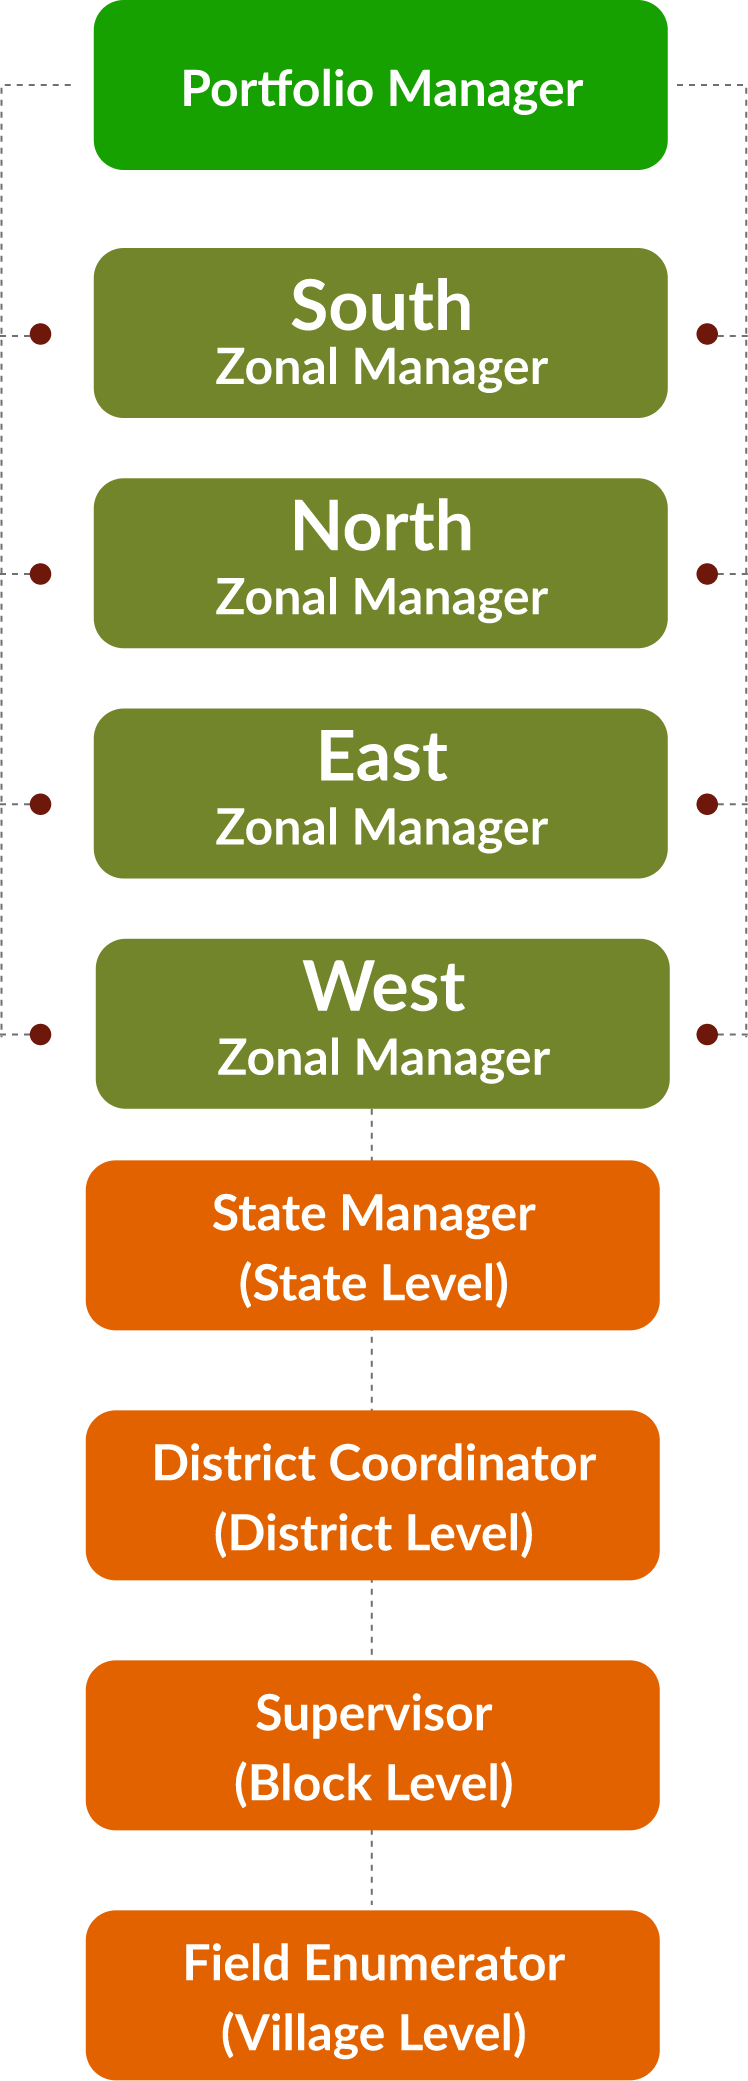 Portfolio Manager
South
Zonal Manager
North
Zonal Manager
East
Zonal Manager
West
Zonal Manager
State Manager
(State Level)
District Coordinator
(District Level)
Supervisor
(Block Level)
Field Enumerator
(Village Level)